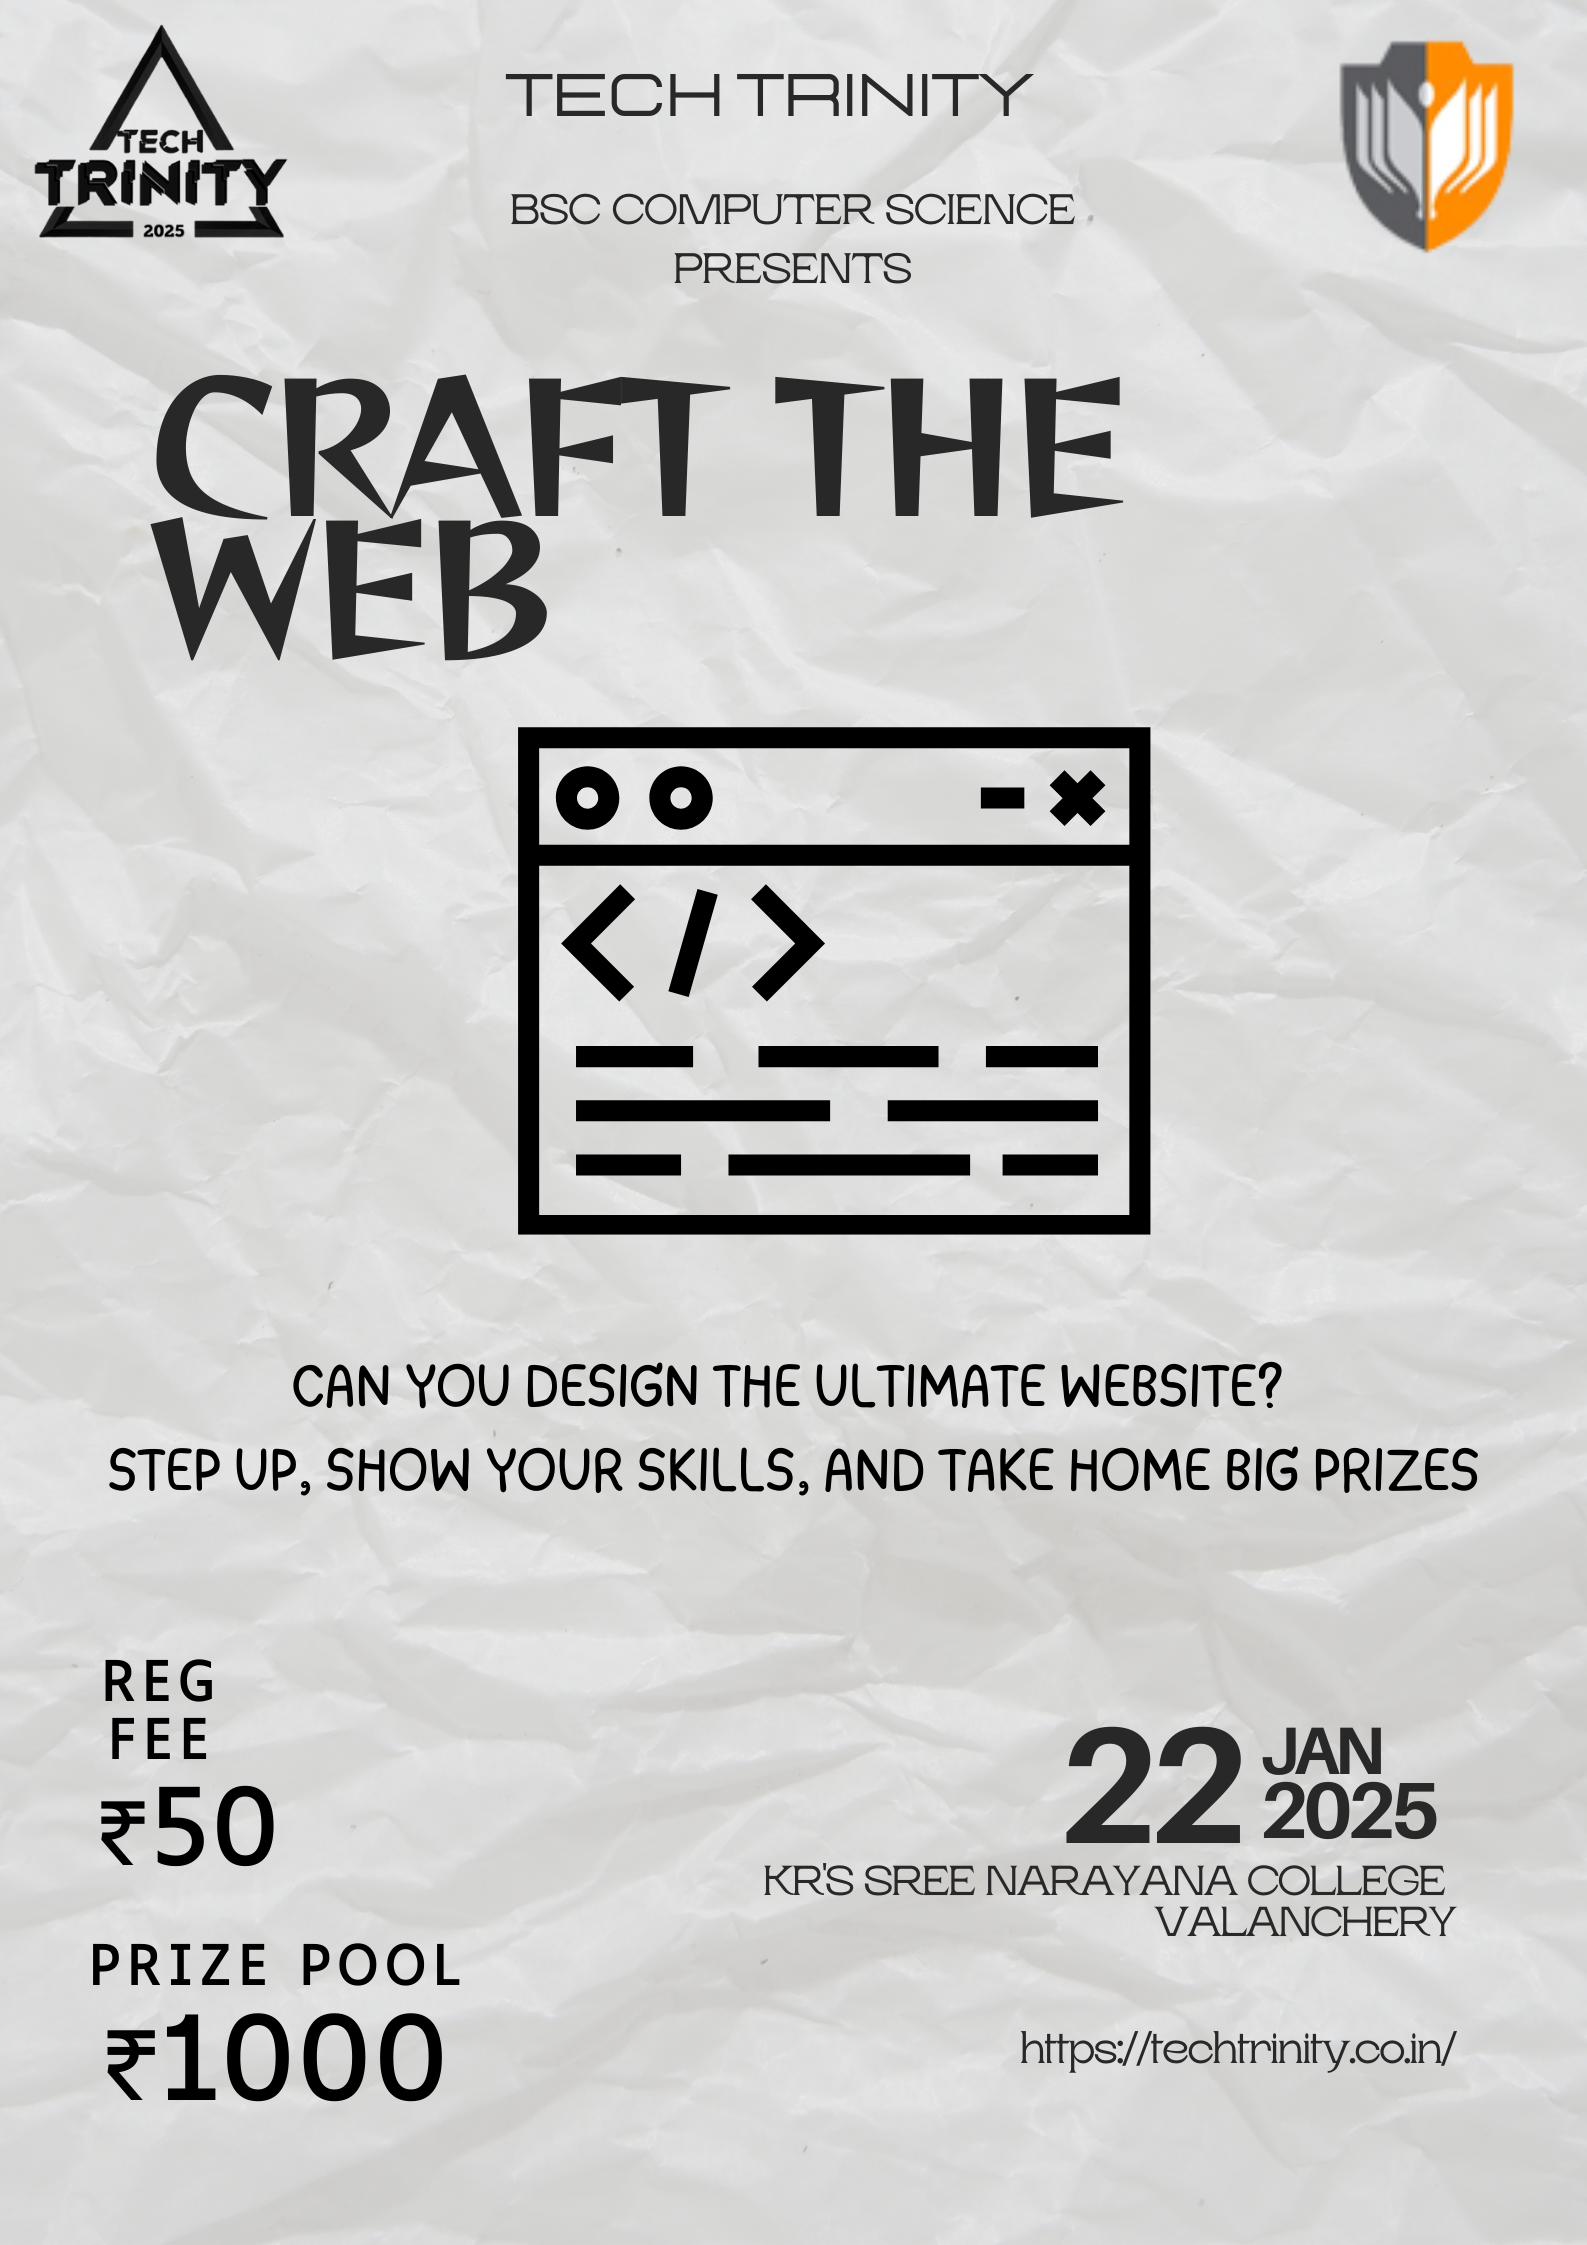 TECH
TRINITY
2025
TECH TRINITY
BSC COMPUTER SCIENCE
PRESENTS
CRAFT THE
WEB
</>
CAN YOU DESIGN THE ULTIMATE WEBSITE?
STEP UP, SHOW YOUR SKILLS, AND TAKE HOME BIG PRIZES
REG
FEE
₹50
PRIZE POOL
₹1000
22 JAN
2025
KR'S SREE NARAYANA COLLEGE
VALANCHERY
https://techtrinity.co.in/